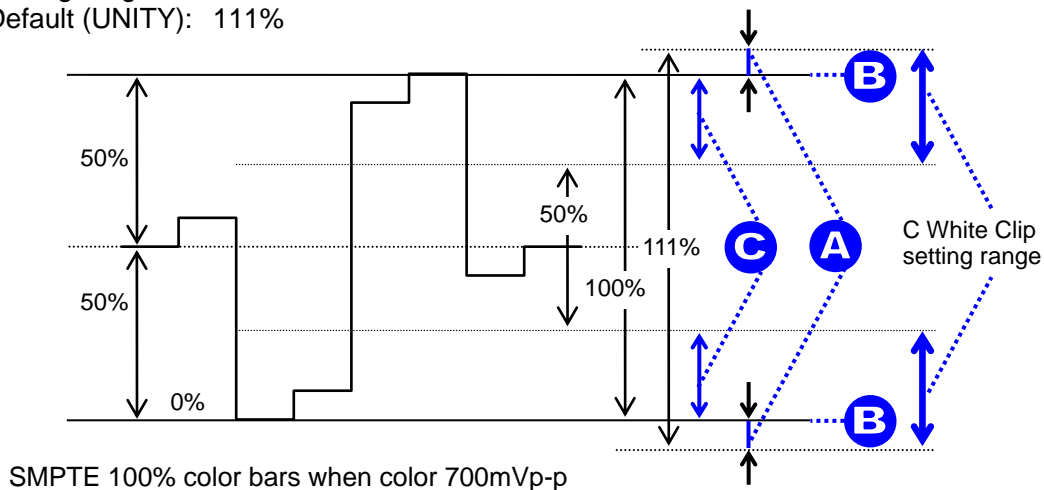 Default (UNITY): 111%
B
50%
50%
C White Clip
setting range
C
A
111%
100%
50%
0%
B
SMPTE 100% color bars when color 700mVp-p